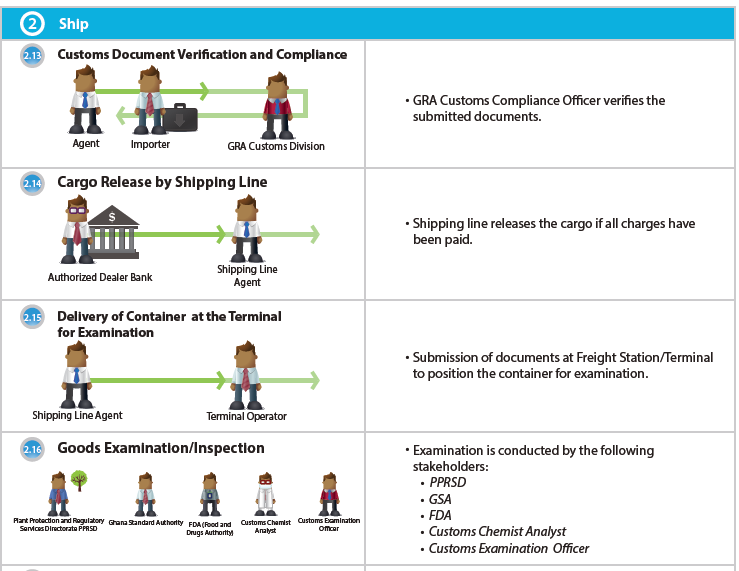 2 Ship
2.13 Customs Document Verification and Compliance
Agent
Importer
GRA Customs Division
• GRA Customs Compliance Officer verifies the
submitted documents.
2.14 Cargo Release by Shipping Line
$
Authorized Dealer Bank
Shipping Line
Agent
• Shipping line releases the cargo if all charges have
been paid.
2.15 Delivery of Container at the Terminal
for Examination
Shipping Line Agent
Terminal Operator
• Submission of documents at Freight Station/Terminal
to position the container for examination.
2.16 Goods Examination/Inspection
Plant Protection and Regulatory
Services Directorate PPRSD
Ghana Standard Authority
FDA (Food and
Drugs Authority)
Customs Chemist
Analyst
Customs Examination
Officer
• Examination is conducted by the following
stakeholders:
• PPRSD
• GSA
• FDA
• Customs Chemist Analyst
• Customs Examination Officer